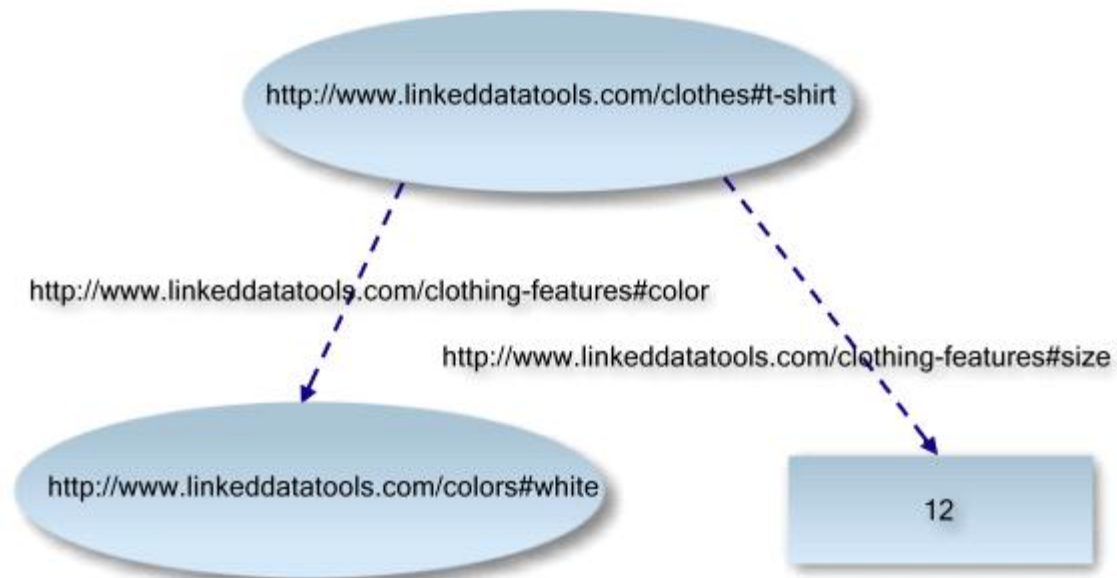 http://www.linkeddatatools.com/clothes#t-shirt
http://www.linkeddatatools.com/clothing-features#color
http://www.linkeddatatools.com/clothing-features#size
http://www.linkeddatatools.com/colors#white
12